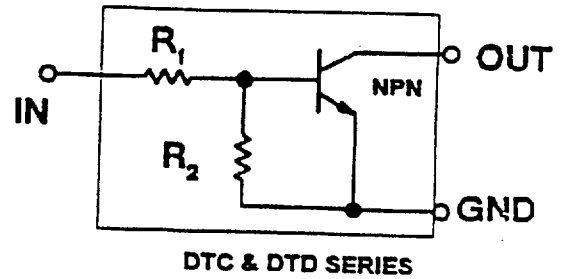 R1
OUT
NPN
IN
R2
GND
DTC & DTD SERIES